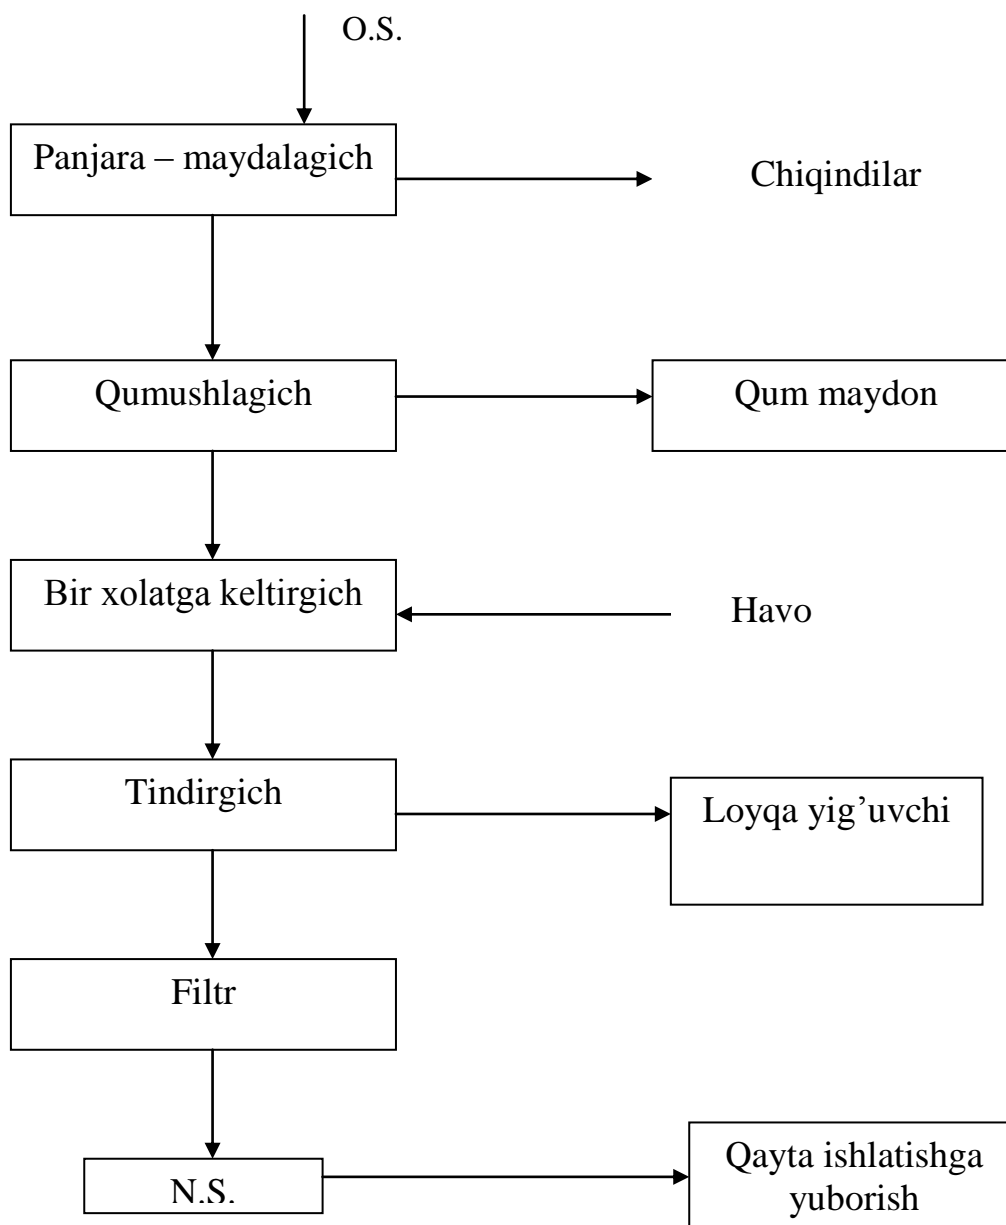 O.S.
Panjara – maydalagich
Chiqindilar
Qumushlagich
Qum maydon
Bir xolatga keltirgich
Havo
Tindirgich
Loyqa yig’uvchi
Filtr
N.S.
Qayta ishlatishga
yuborish